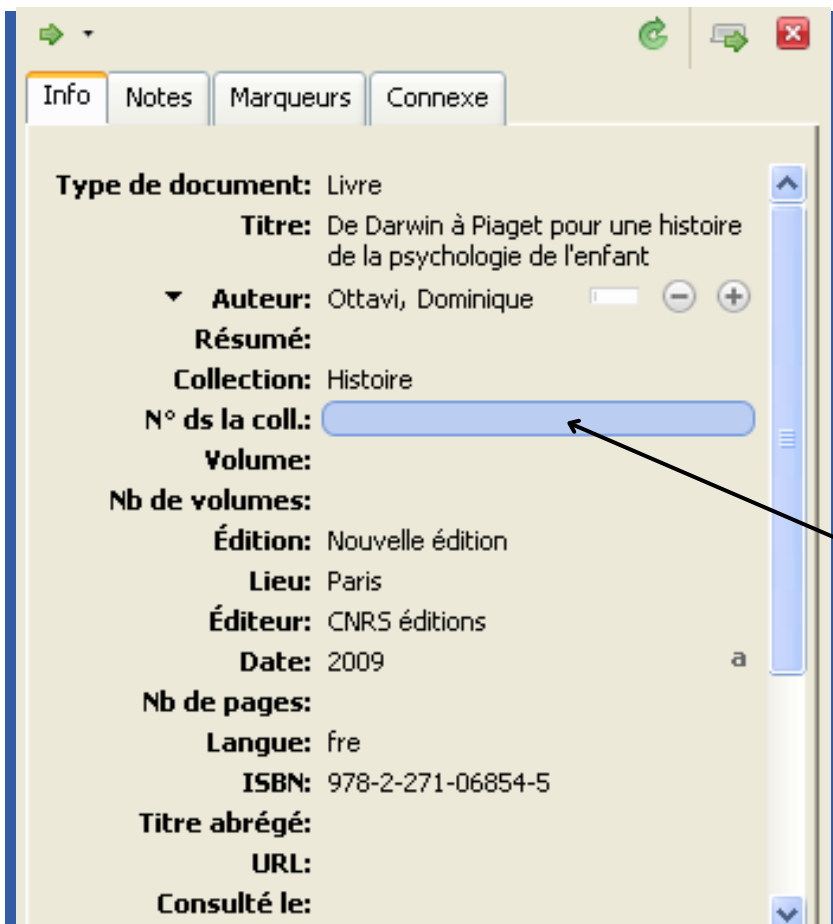 Info Notes Marqueurs Connexe
Type de document: Livre
Titre: De Darwin à Piaget pour une histoire
de la psychologie de l'enfant
Auteur: Ottavi, Dominique
Résumé:
Collection: Histoire
N° ds la coll.:
Volume:
Nb de volumes:
Édition: Nouvelle édition
Lieu: Paris
Éditeur: CNRS éditions
Date: 2009 a
Nb de pages:
Langue: fre
ISBN: 978-2-271-06854-5
Titre abrégé:
URL:
Consulté le: